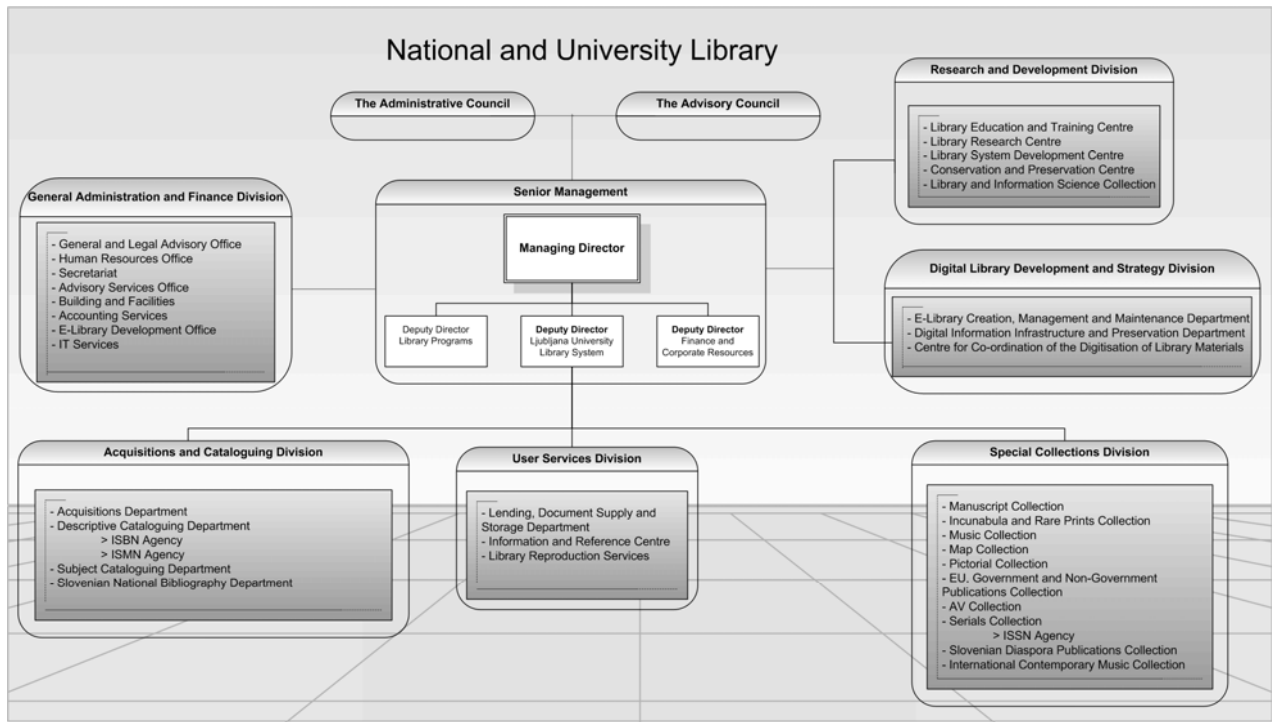 National and University Library
The Administrative Council
The Advisory Council
Research and Development Division
- Library Education and Training Centre
- Library Research Centre
- Library System Development Centre
- Conservation and Preservation Centre
- Library and Information Science Collection
General Administration and Finance Division
- General and Legal Advisory Office
- Human Resources Office
- Secretariat
- Advisory Services Office
- Building and Facilities
- Accounting Services
- E-Library Development Office
- IT Services
Senior Management
Managing Director
Deputy Director
Library Programs
Deputy Director
Ljubljana University
Library System
Deputy Director
Finance and
Corporate Resources
Digital Library Development and Strategy Division
- E-Library Creation, Management and Maintenance Department
- Digital Information Infrastructure and Preservation Department
- Centre for Co-ordination of the Digitisation of Library Materials
Acquisitions and Cataloguing Division
- Acquisitions Department
- Descriptive Cataloguing Department
> ISBN Agency
> ISMN Agency
- Subject Cataloguing Department
- Slovenian National Bibliography Department
User Services Division
- Lending, Document Supply and
Storage Department
- Information and Reference Centre
- Library Reproduction Services
Special Collections Division
- Manuscript Collection
- Incunabula and Rare Prints Collection
- Music Collection
- Map Collection
- Pictorial Collection
- EU. Government and Non-Government
Publications Collection
- AV Collection
- Serials Collection
> ISSN Agency
- Slovenian Diaspora Publications Collection
- International Contemporary Music Collection